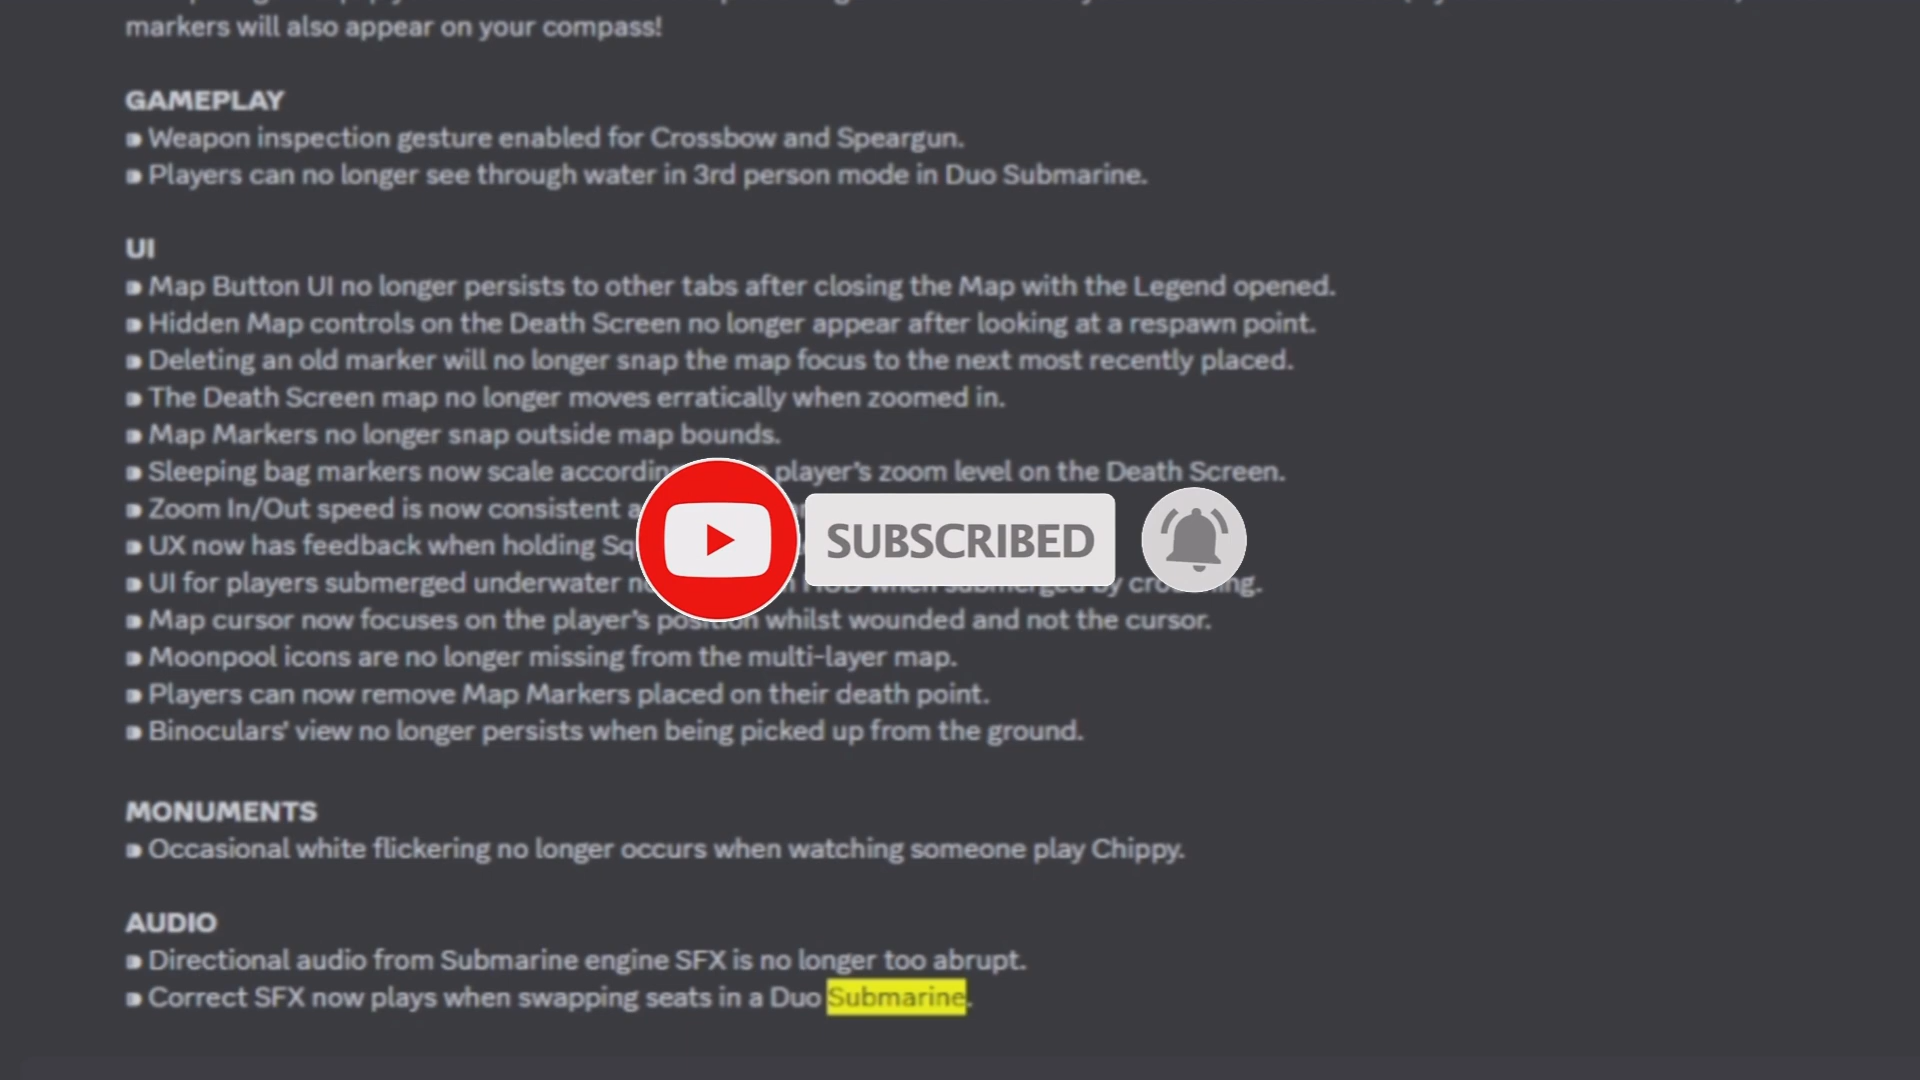 markers will also appear on your compass!
GAMEPLAY
Weapon inspection gesture enabled for Crossbow and Speargun.
Players can no longer see through water in 3rd person mode in Duo Submarine.
UI
Map Button UI no longer persists to other tabs after closing the Map with the Legend opened.
Hidden Map controls on the Death Screen no longer appear after looking at a respawn point.
Deleting an old marker will no longer snap the map focus to the next most recently placed.
The Death Screen map no longer moves erratically when zoomed in.
Map Markers no longer snap outside map bounds.
Sleeping bag markers now scale player's zoom level on the Death Screen.
Zoom In/Out speed is now consistent
UX now has feedback when holding
UI for players submerged underwater when submerged by
Map cursor now focuses on the player's position whilst wounded and not the cursor.
Moonpool icons are no longer missing from the multi-layer map.
Players can now remove Map Markers placed on their death point.
Binoculars' view no longer persists when being picked up from the ground.
SUBSCRIBED
MONUMENTS
Occasional white flickering no longer occurs when watching someone play Chippy.
AUDIO
Directional audio from Submarine engine SFX is no longer too abrupt.
Correct SFX now plays when swapping seats in a Duo Submarine.